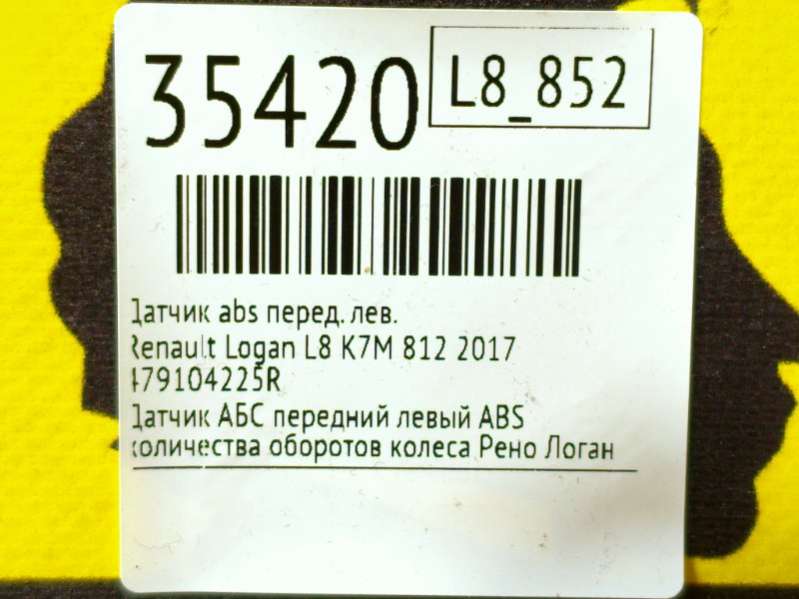 35420
L8_852
Датчик abs перед. лев.
Renault Logan L8 K7M 812 2017
479104225R
Датчик АБС передний левый ABS
количества оборотов колеса Рено Логан